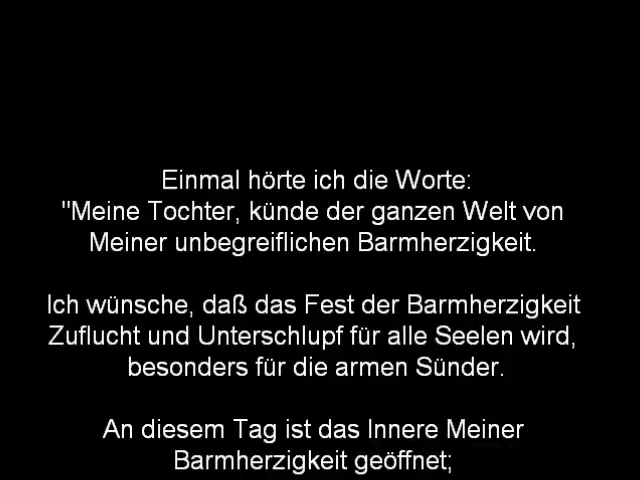 Einmal hörte ich die Worte:
"Meine Tochter, künde der ganzen Welt von
Meiner unbegreiflichen Barmherzigkeit.
Ich wünsche, daß das Fest der Barmherzigkeit
Zuflucht und Unterschlupf für alle Seelen wird,
besonders für die armen Sünder.
An diesem Tag ist das Innere Meiner
Barmherzigkeit geöffnet;